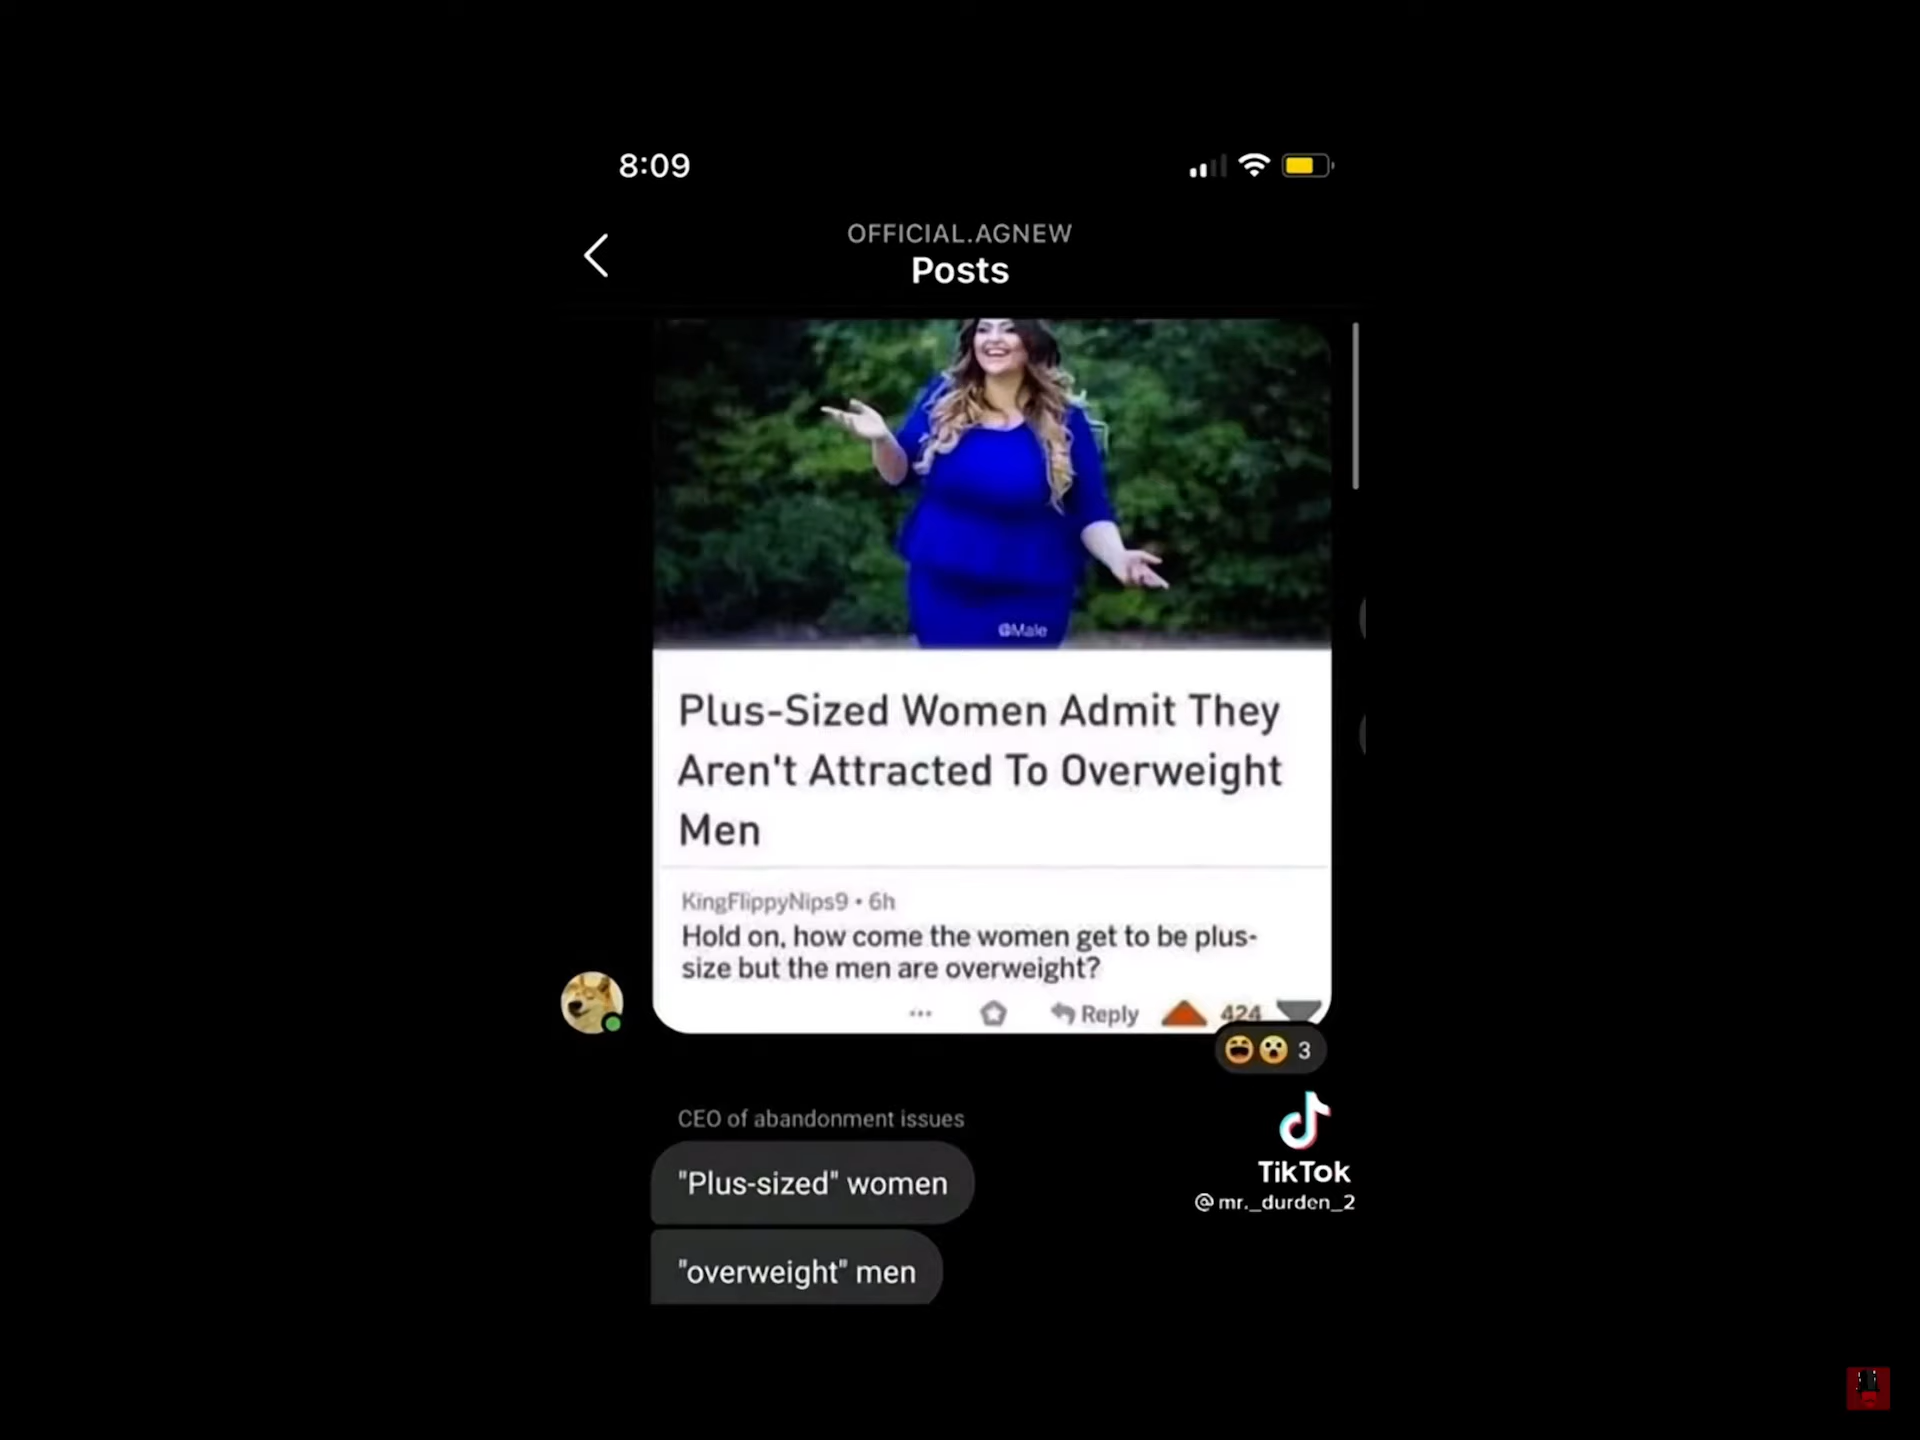 8:09
OFFICIAL.AGNEW
Posts
@Male
Plus-Sized Women Admit They
Aren't Attracted To Overweight
Men
KingFlippyNips9 • 6h
Hold on, how come the women get to be plus-
size but the men are overweight?
Reply
424
3
CEO of abandonment issues
"Plus-sized" women
"overweight" men
TikTok
@mr._durden_2